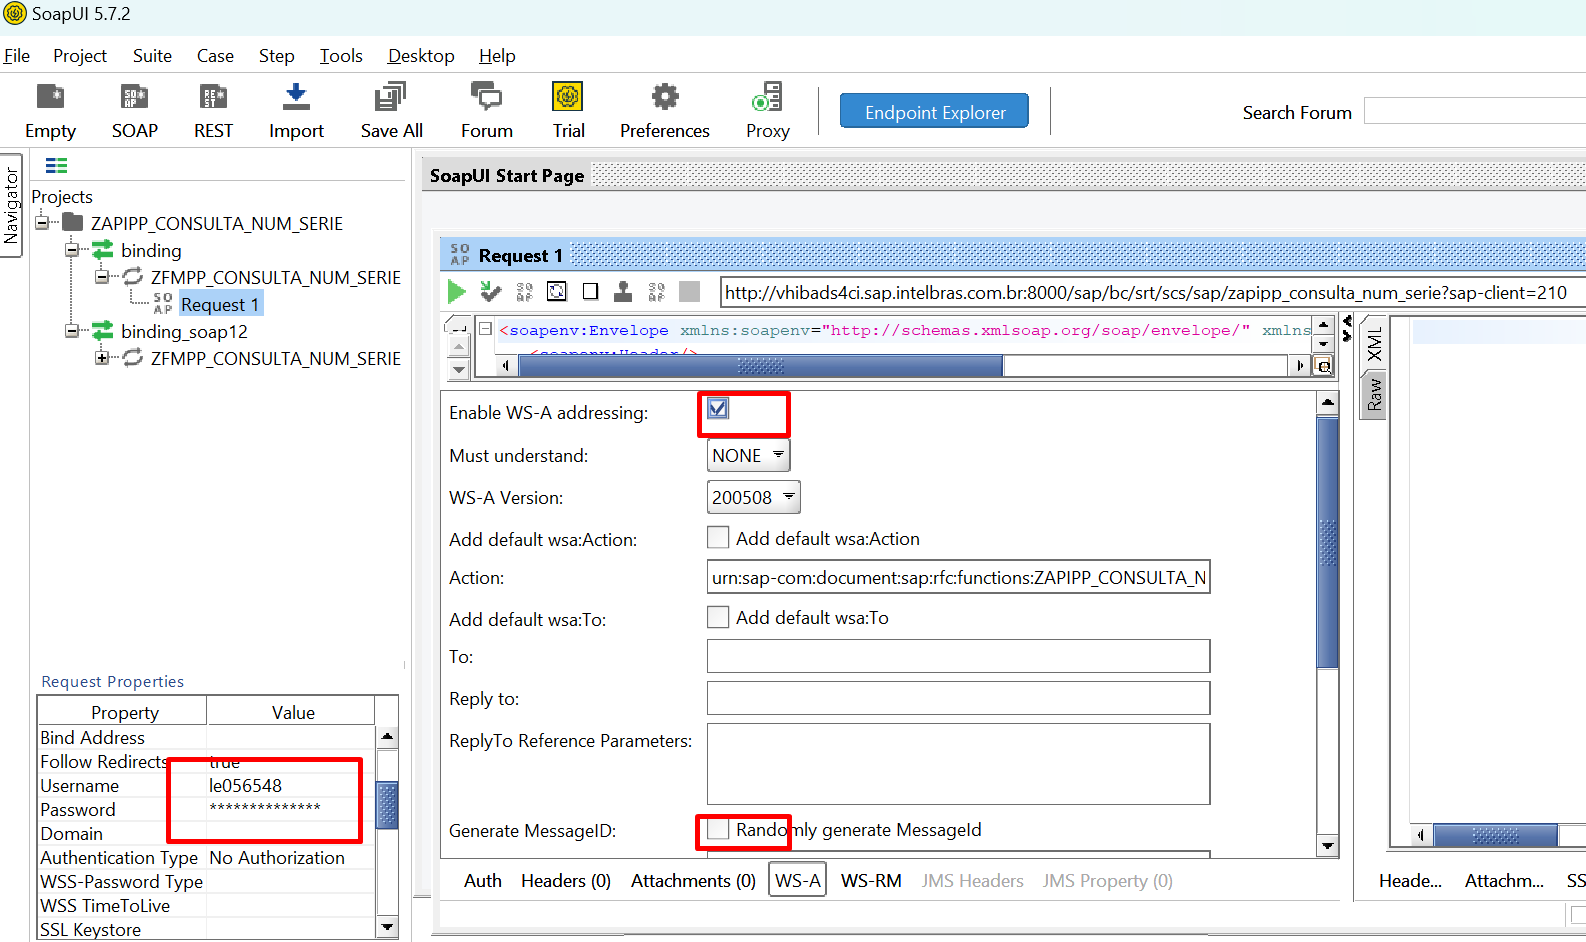 SoapUI 5.7.2
File Project Suite Case Step Tools Desktop Help
Empty SOAP REST Import Save All Forum Trial Preferences Proxy Endpoint Explorer Search Forum
Navigator
Projects
ZAPIPP_CONSULTA_NUM_SERIE
binding
ZFMPP_CONSULTA_NUM_SERIE
Request 1
binding_soap12
ZFMPP_CONSULTA_NUM_SERIE
SoapUI Start Page
Request 1
http://vhibads4ci.sap.intelbras.com.br:8000/sap/bc/srt/scs/sap/zapipp_consulta_num_serie?sap-client=210
<soapenv:Envelope xmlns:soapenv="http://schemas.xmlsoap.org/soap/envelope/" xmlns
<soapenv:Header/>
XML
Raw
Enable WS-A addressing:
Must understand: NONE
WS-A Version: 200508
Add default wsa:Action: Add default wsa:Action
Action: urn:sap-com:document:sap:rfc:functions:ZAPIPP_CONSULTA_N
Add default wsa:To: Add default wsa:To
To:
Reply to:
ReplyTo Reference Parameters:
Generate MessageID: Randomly generate MessageId
Auth Headers (0) Attachments (0) WS-A WS-RM JMS Headers JMS Property (0)
Heade... Attachm... SS
Request Properties
Property Value
Bind Address
Follow Redirects true
Username le056548
Password **************
Domain
Authentication Type No Authorization
WSS-Password Type
WSS TimeToLive
SSL Keystore